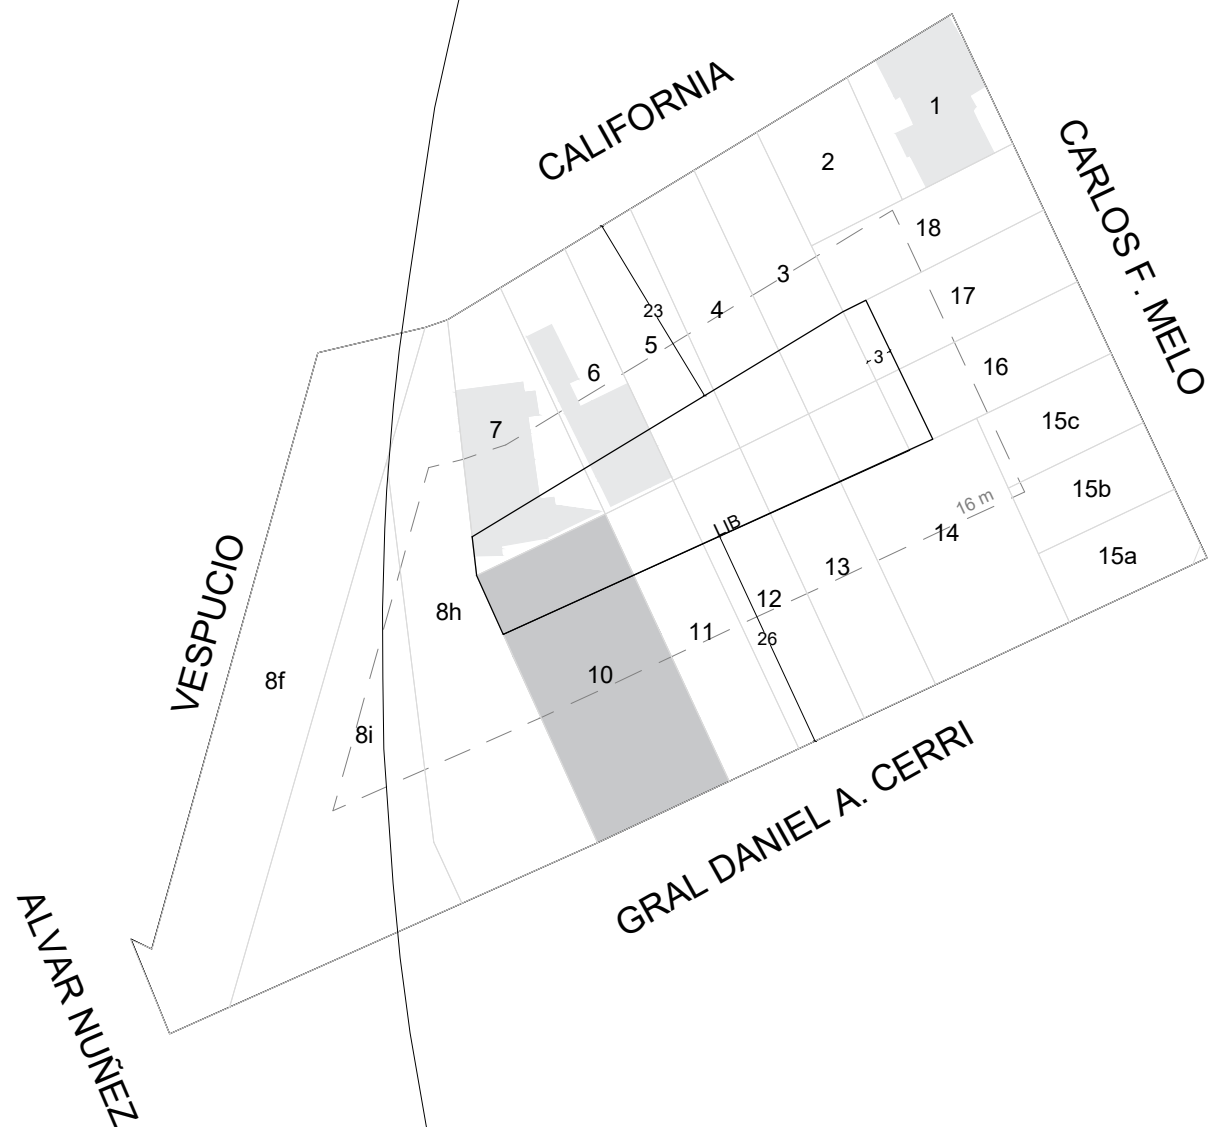 CALIFORNIA
1
CARLOS F. MELO
2
18
3
17
23
4
5
3
16
6
15c
7
15b
16 m
LIB
14
15a
VESPUCIO
13
12
8h
11
26
10
8f
8i
GRAL DANIEL A. CERRI
ALVAR NUÑEZ